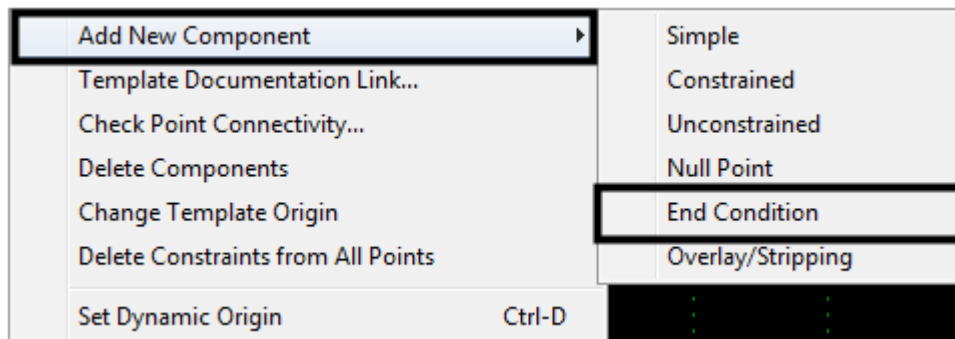 Add New Component
Template Documentation Link...
Check Point Connectivity...
Delete Components
Change Template Origin
Delete Constraints from All Points
Set Dynamic Origin Ctrl-D
Simple
Constrained
Unconstrained
Null Point
End Condition
Overlay/Stripping